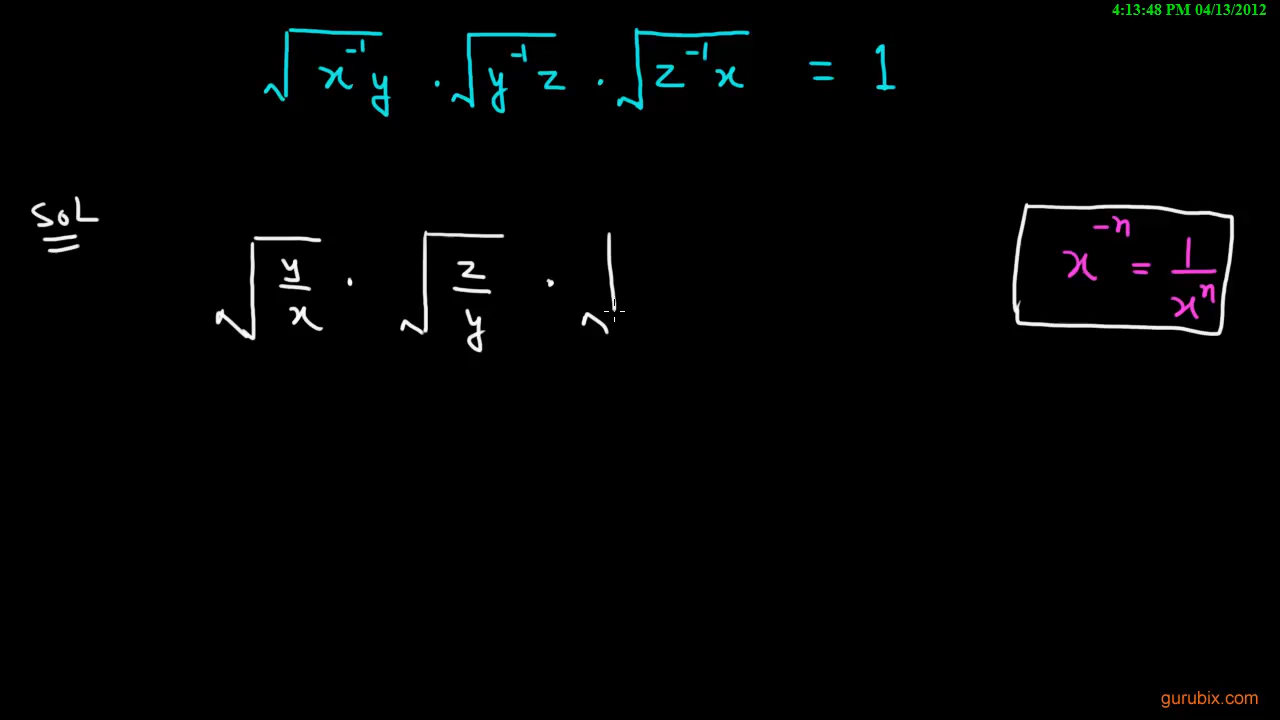 4:13:48 PM 04/13/2012
√(x⁻¹y) · √(y⁻¹z) · √(z⁻¹x) = 1
SOL
√(y/x) · √(z/y) · √
x⁻ⁿ = 1/xⁿ
gurubix.com